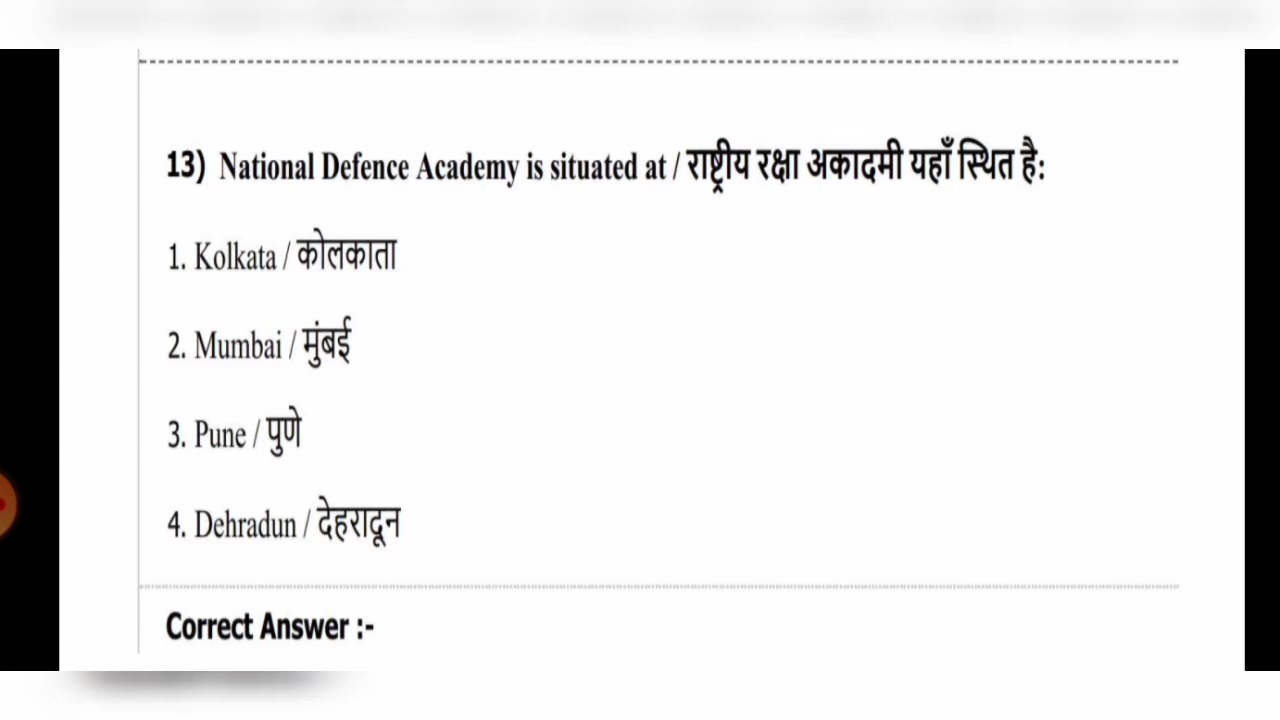 13) National Defence Academy is situated at / राष्ट्रीय रक्षा अकादमी यहाँ स्थित है:
1. Kolkata / कोलकाता
2. Mumbai / मुंबई
3. Pune / पुणे
4. Dehradun / देहरादून
Correct Answer :-